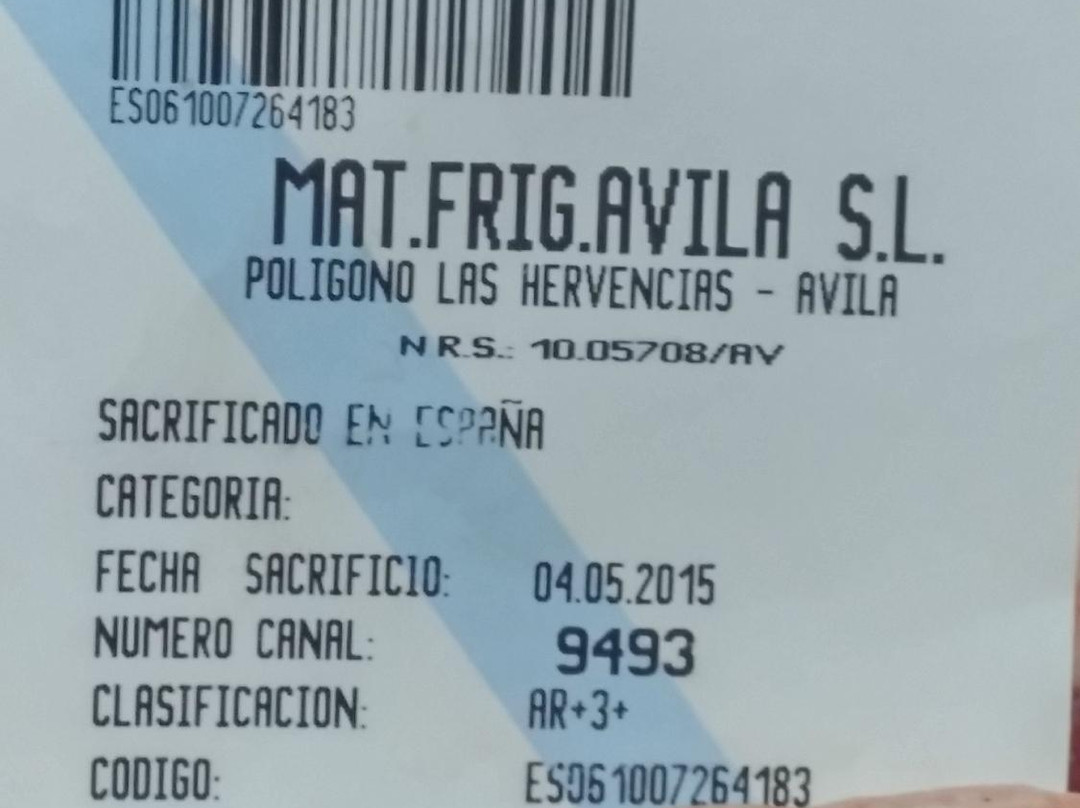 ES061007264183
MAT.FRIG.AVILA S.L.
POLIGONO LAS HERVENCIAS - AVILA
N.R.S.: 10.05708/AV
SACRIFICADO EN ESPAÑA
CATEGORIA:
FECHA SACRIFICIO: 04.05.2015
NUMERO CANAL: 9493
CLASIFICACION: AR+3+
CODIGO: ES061007264183